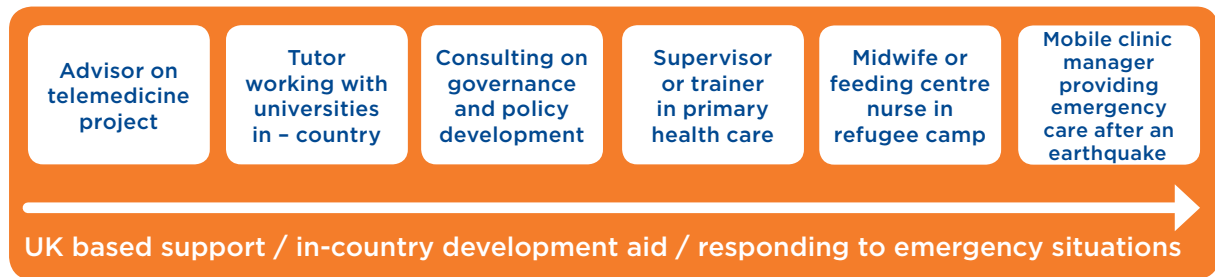 Advisor on
telemedicine
project
Tutor
working with
universities
in – country
Consulting on
governance
and policy
development
Supervisor
or trainer
in primary
health care
Midwife or
feeding centre
nurse in
refugee camp
Mobile clinic
manager
providing
emergency
care after an
earthquake
UK based support / in-country development aid / responding to emergency situations